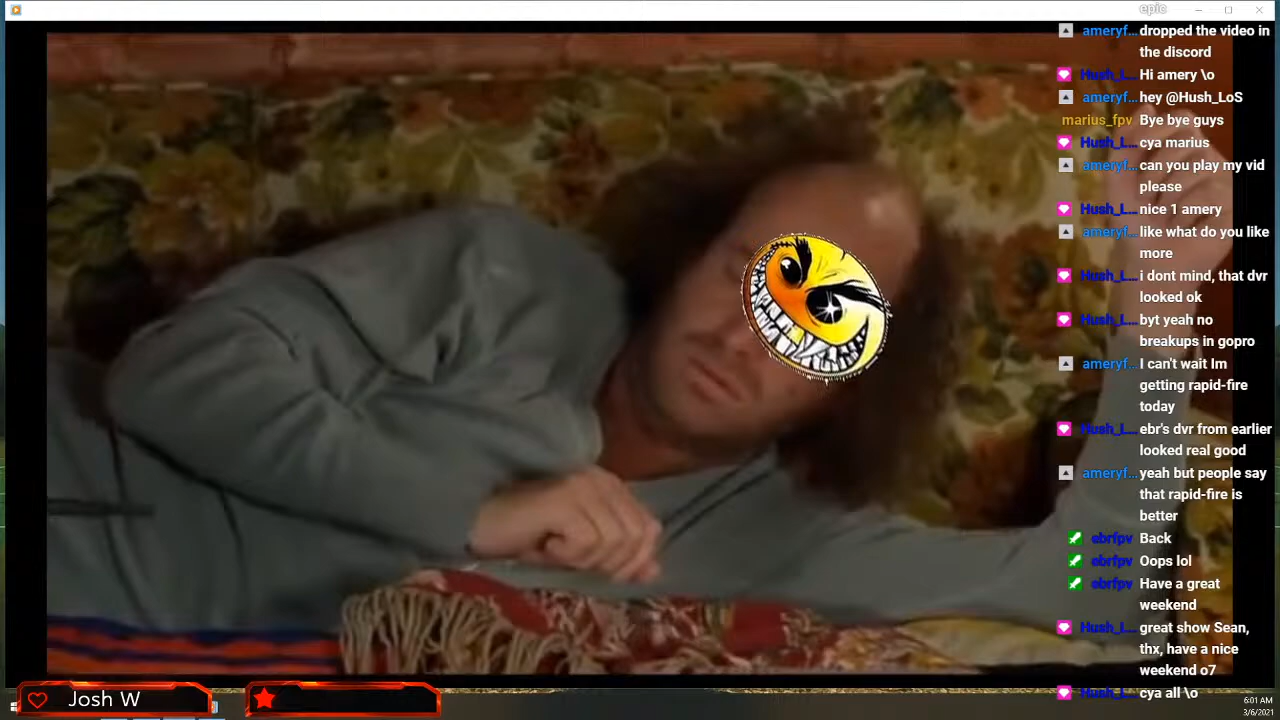 epic
ameryf... dropped the video in
the discord
Hush_L... Hi amery \o
ameryf... hey @Hush_LoS
marius_fpv Bye bye guys
Hush_L... cya marius
ameryf... can you play my vid
please
Hush_L... nice 1 amery
ameryf... like what do you like
more
Hush_L... i dont mind, that dvr
looked ok
Hush_L... byt yeah no
breakups in gopro
ameryf... I can't wait Im
getting rapid-fire
today
Hush_L... ebr's dvr from earlier
looked real good
ameryf... yeah but people say
that rapid-fire is
better
ebrfpv Back
ebrfpv Oops lol
ebrfpv Have a great
weekend
Hush_L... great show Sean,
thx, have a nice
weekend o7
Hush_L... cya all \o
Josh W
6:01 AM
3/6/2021